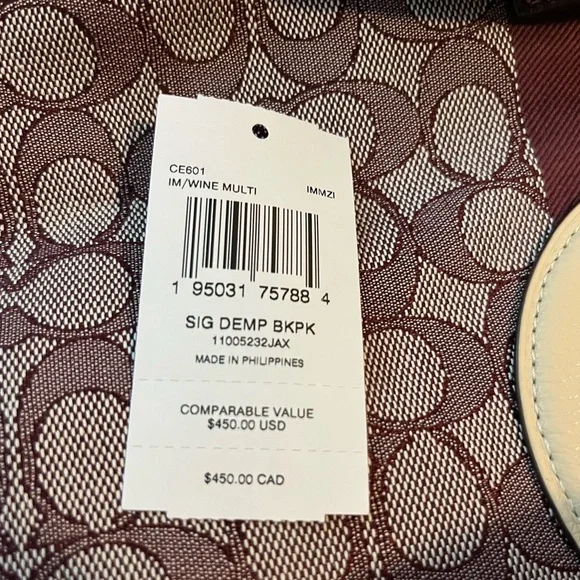 CE601
IM/WINE MULTI IMMZI
1 95031 75788 4
SIG DEMP BKPK
11005232JAX
MADE IN PHILIPPINES
COMPARABLE VALUE
$450.00 USD
$450.00 CAD